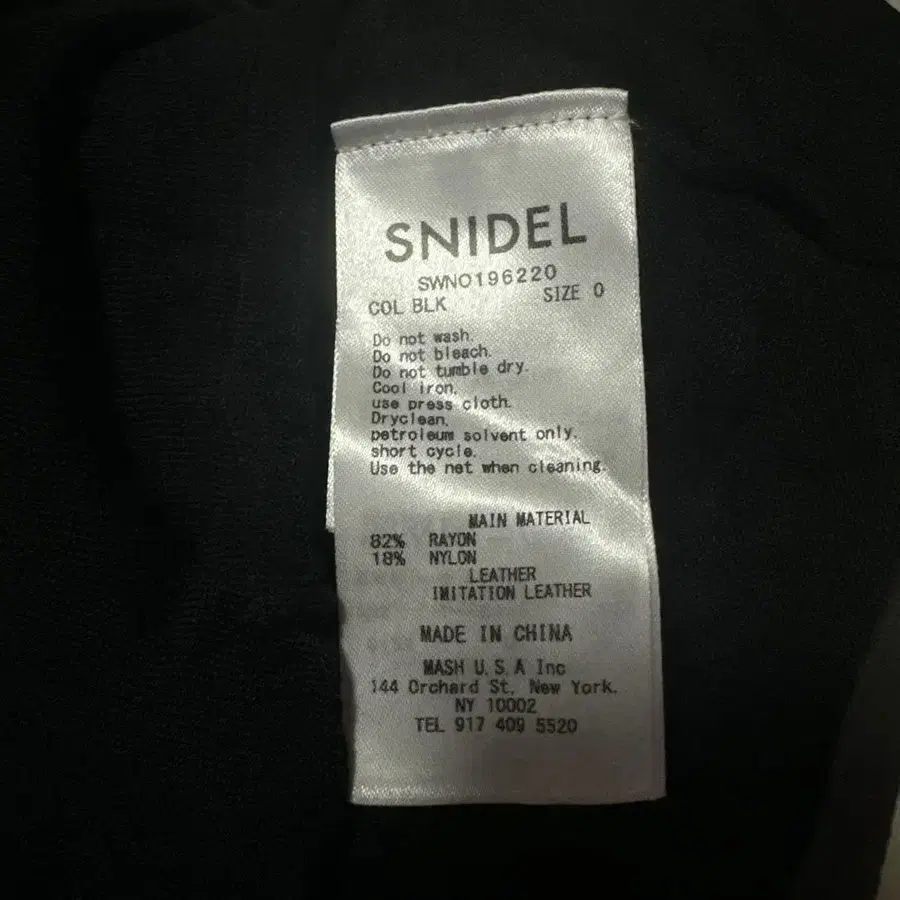 SNIDEL
SWNO196220
COL BLK SIZE 0
Do not wash.
Do not bleach.
Do not tumble dry.
Cool iron,
use press cloth.
Dryclean,
petroleum solvent only,
short cycle.
Use the net when cleaning.
MAIN MATERIAL
82% RAYON
18% NYLON
LEATHER
IMITATION LEATHER
MADE IN CHINA
MASH U.S.A Inc
144 Orchard St, New York.
NY 10002
TEL 917 409 5520